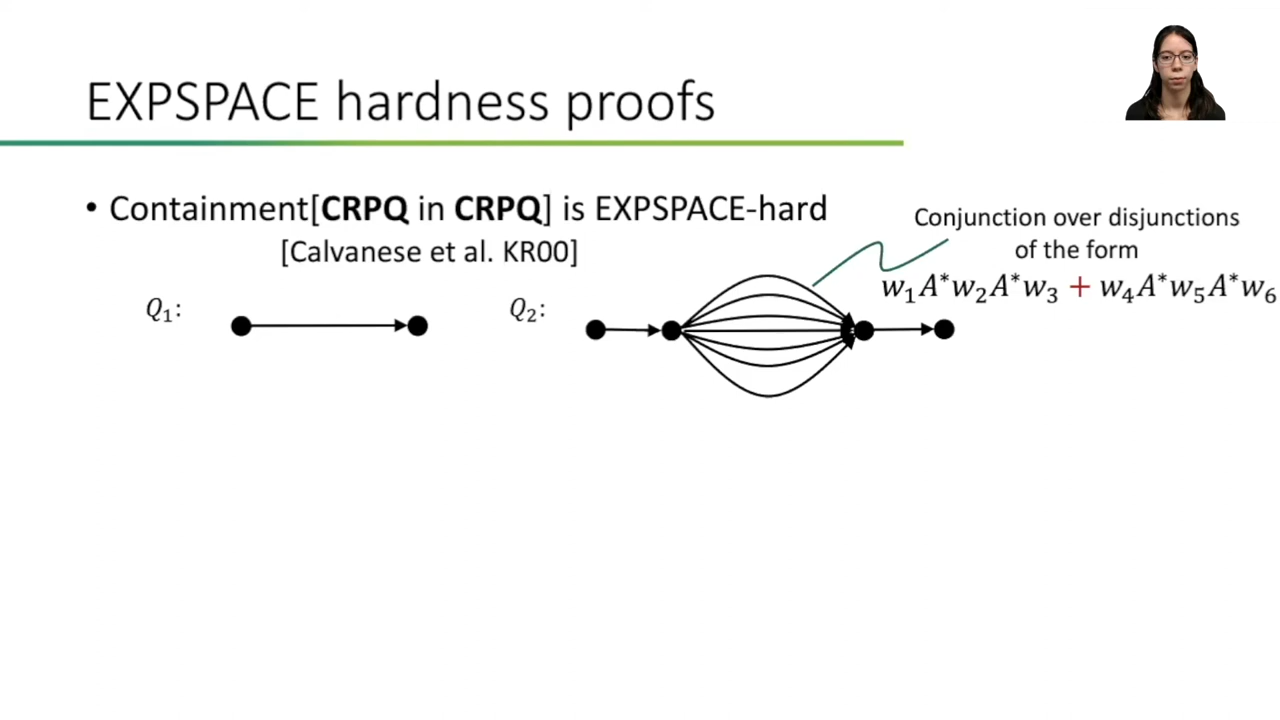 EXPSPACE hardness proofs
• Containment[CRPQ in CRPQ] is EXPSPACE-hard
[Calvanese et al. KR00]
Conjunction over disjunctions
of the form
w₁A*w₂A*w₃ + w₄A*w₅A*w₆
Q₁:
Q₂: